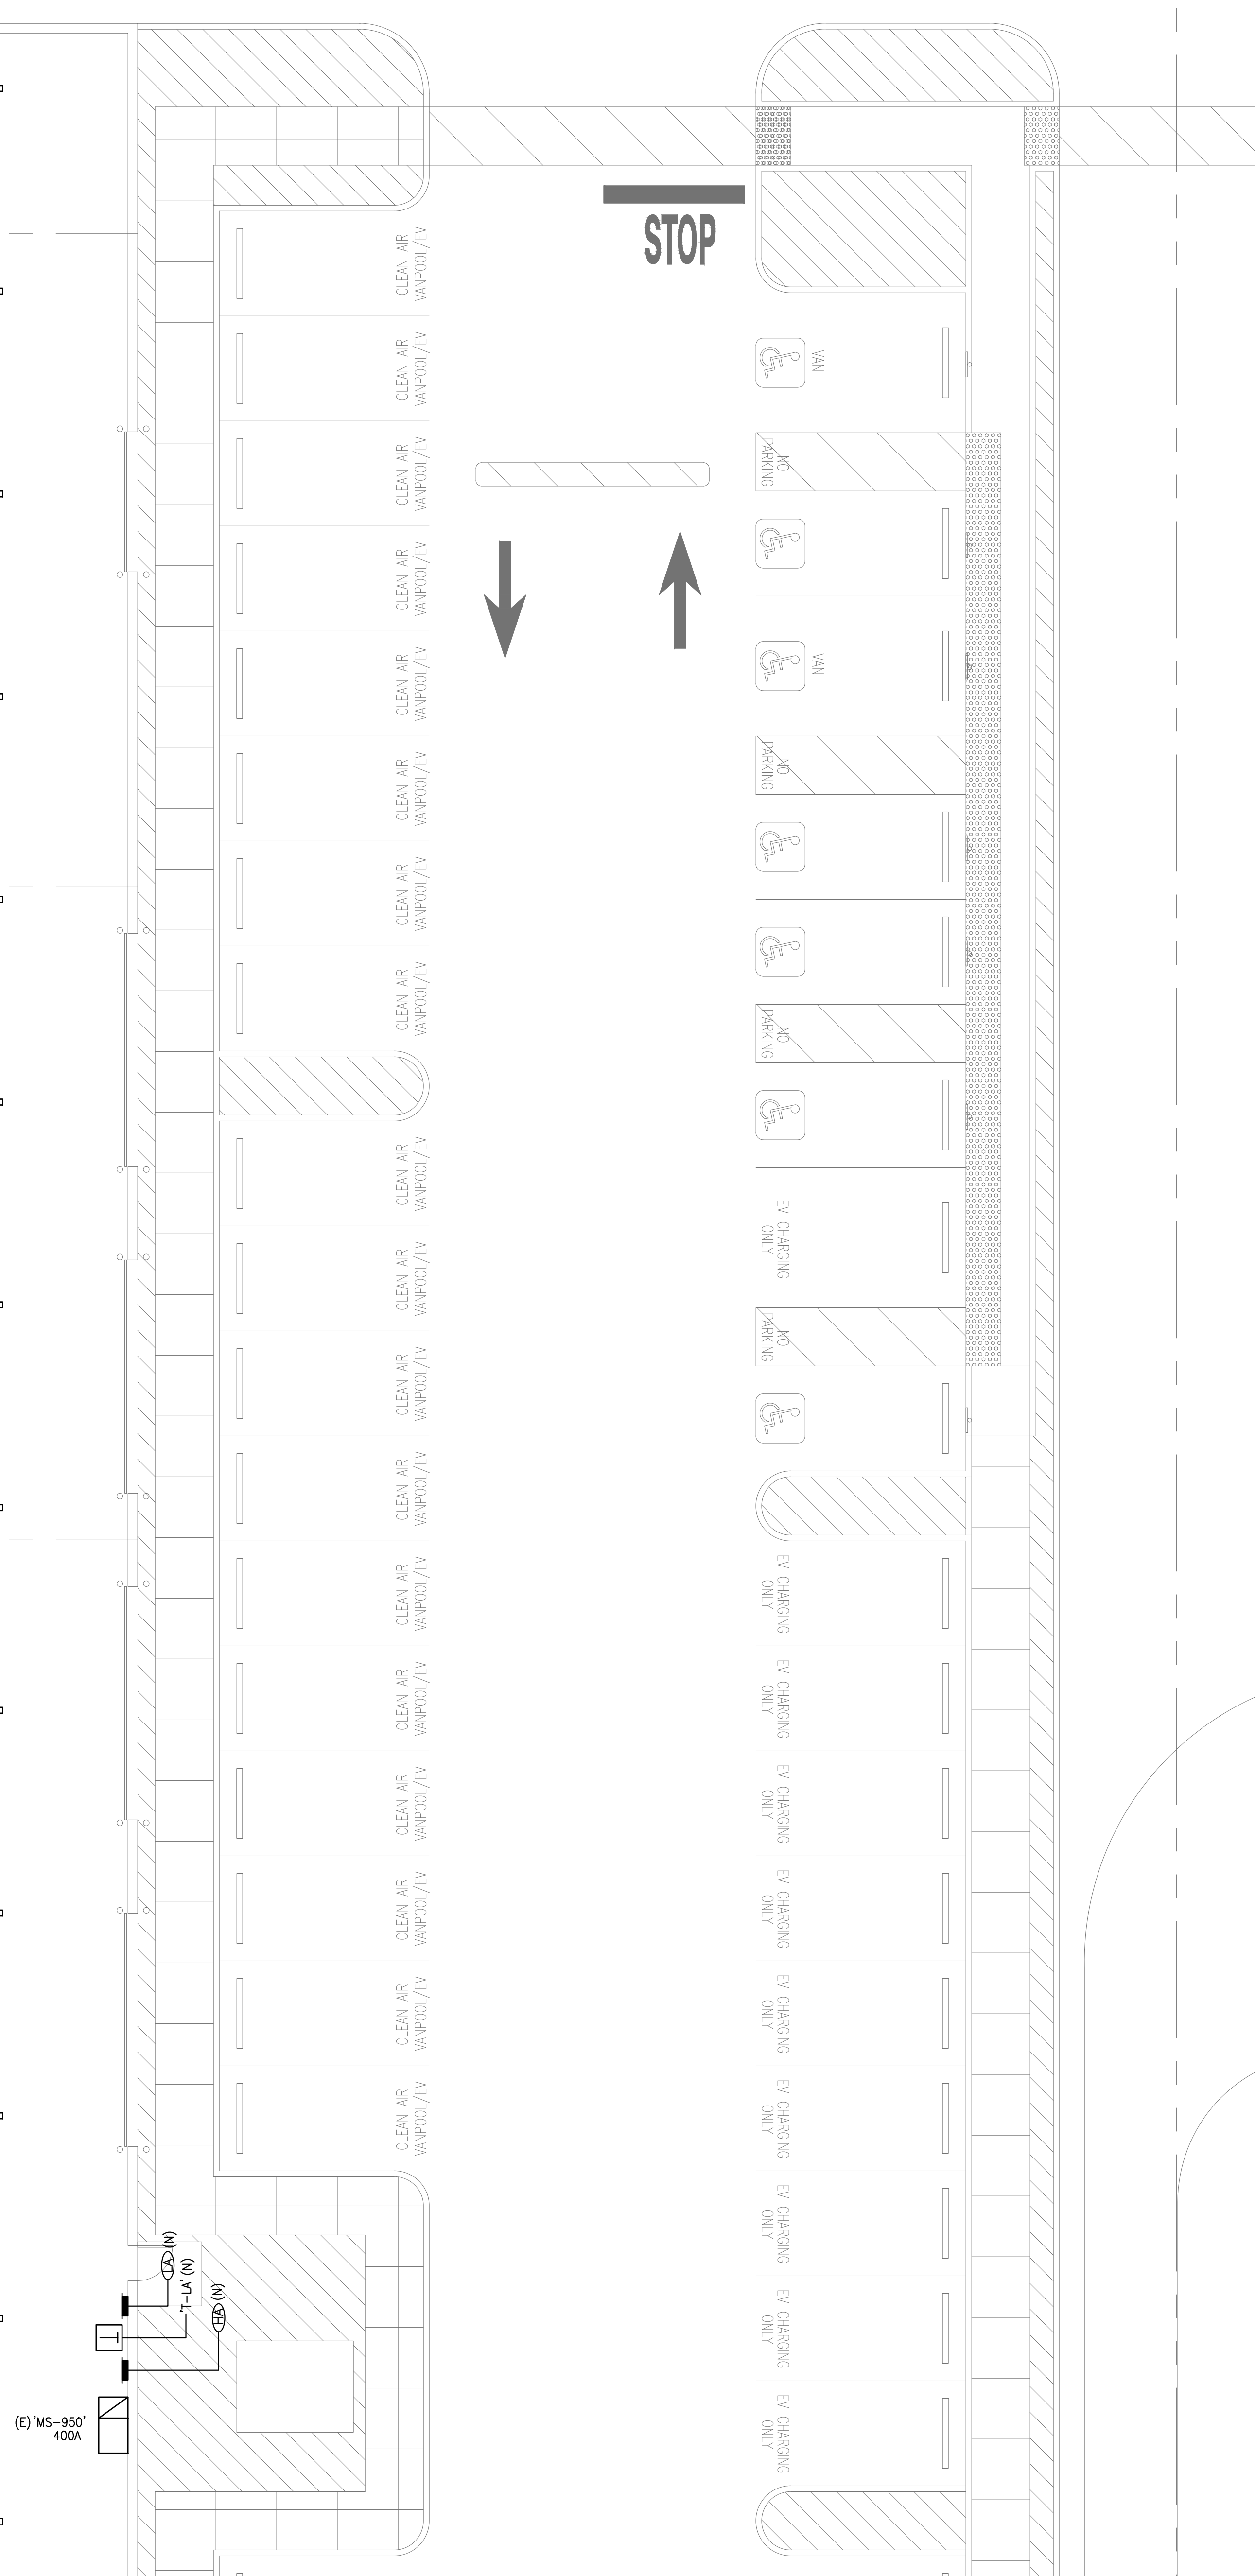 STOP
CLEAN AIR
VANPOOL/EV
CLEAN AIR
VANPOOL/EV
CLEAN AIR
VANPOOL/EV
CLEAN AIR
VANPOOL/EV
CLEAN AIR
VANPOOL/EV
CLEAN AIR
VANPOOL/EV
CLEAN AIR
VANPOOL/EV
CLEAN AIR
VANPOOL/EV
CLEAN AIR
VANPOOL/EV
CLEAN AIR
VANPOOL/EV
CLEAN AIR
VANPOOL/EV
CLEAN AIR
VANPOOL/EV
CLEAN AIR
VANPOOL/EV
CLEAN AIR
VANPOOL/EV
CLEAN AIR
VANPOOL/EV
CLEAN AIR
VANPOOL/EV
CLEAN AIR
VANPOOL/EV
CLEAN AIR
VANPOOL/EV
VAN
NO
PARKING
VAN
NO
PARKING
NO
PARKING
EV CHARGING
ONLY
NO
PARKING
EV CHARGING
ONLY
EV CHARGING
ONLY
EV CHARGING
ONLY
EV CHARGING
ONLY
EV CHARGING
ONLY
EV CHARGING
ONLY
EV CHARGING
ONLY
EV CHARGING
ONLY
EV CHARGING
ONLY
LA (N)
'T-LA' (N)
HA (N)
T
(E)'MS-950'
400A